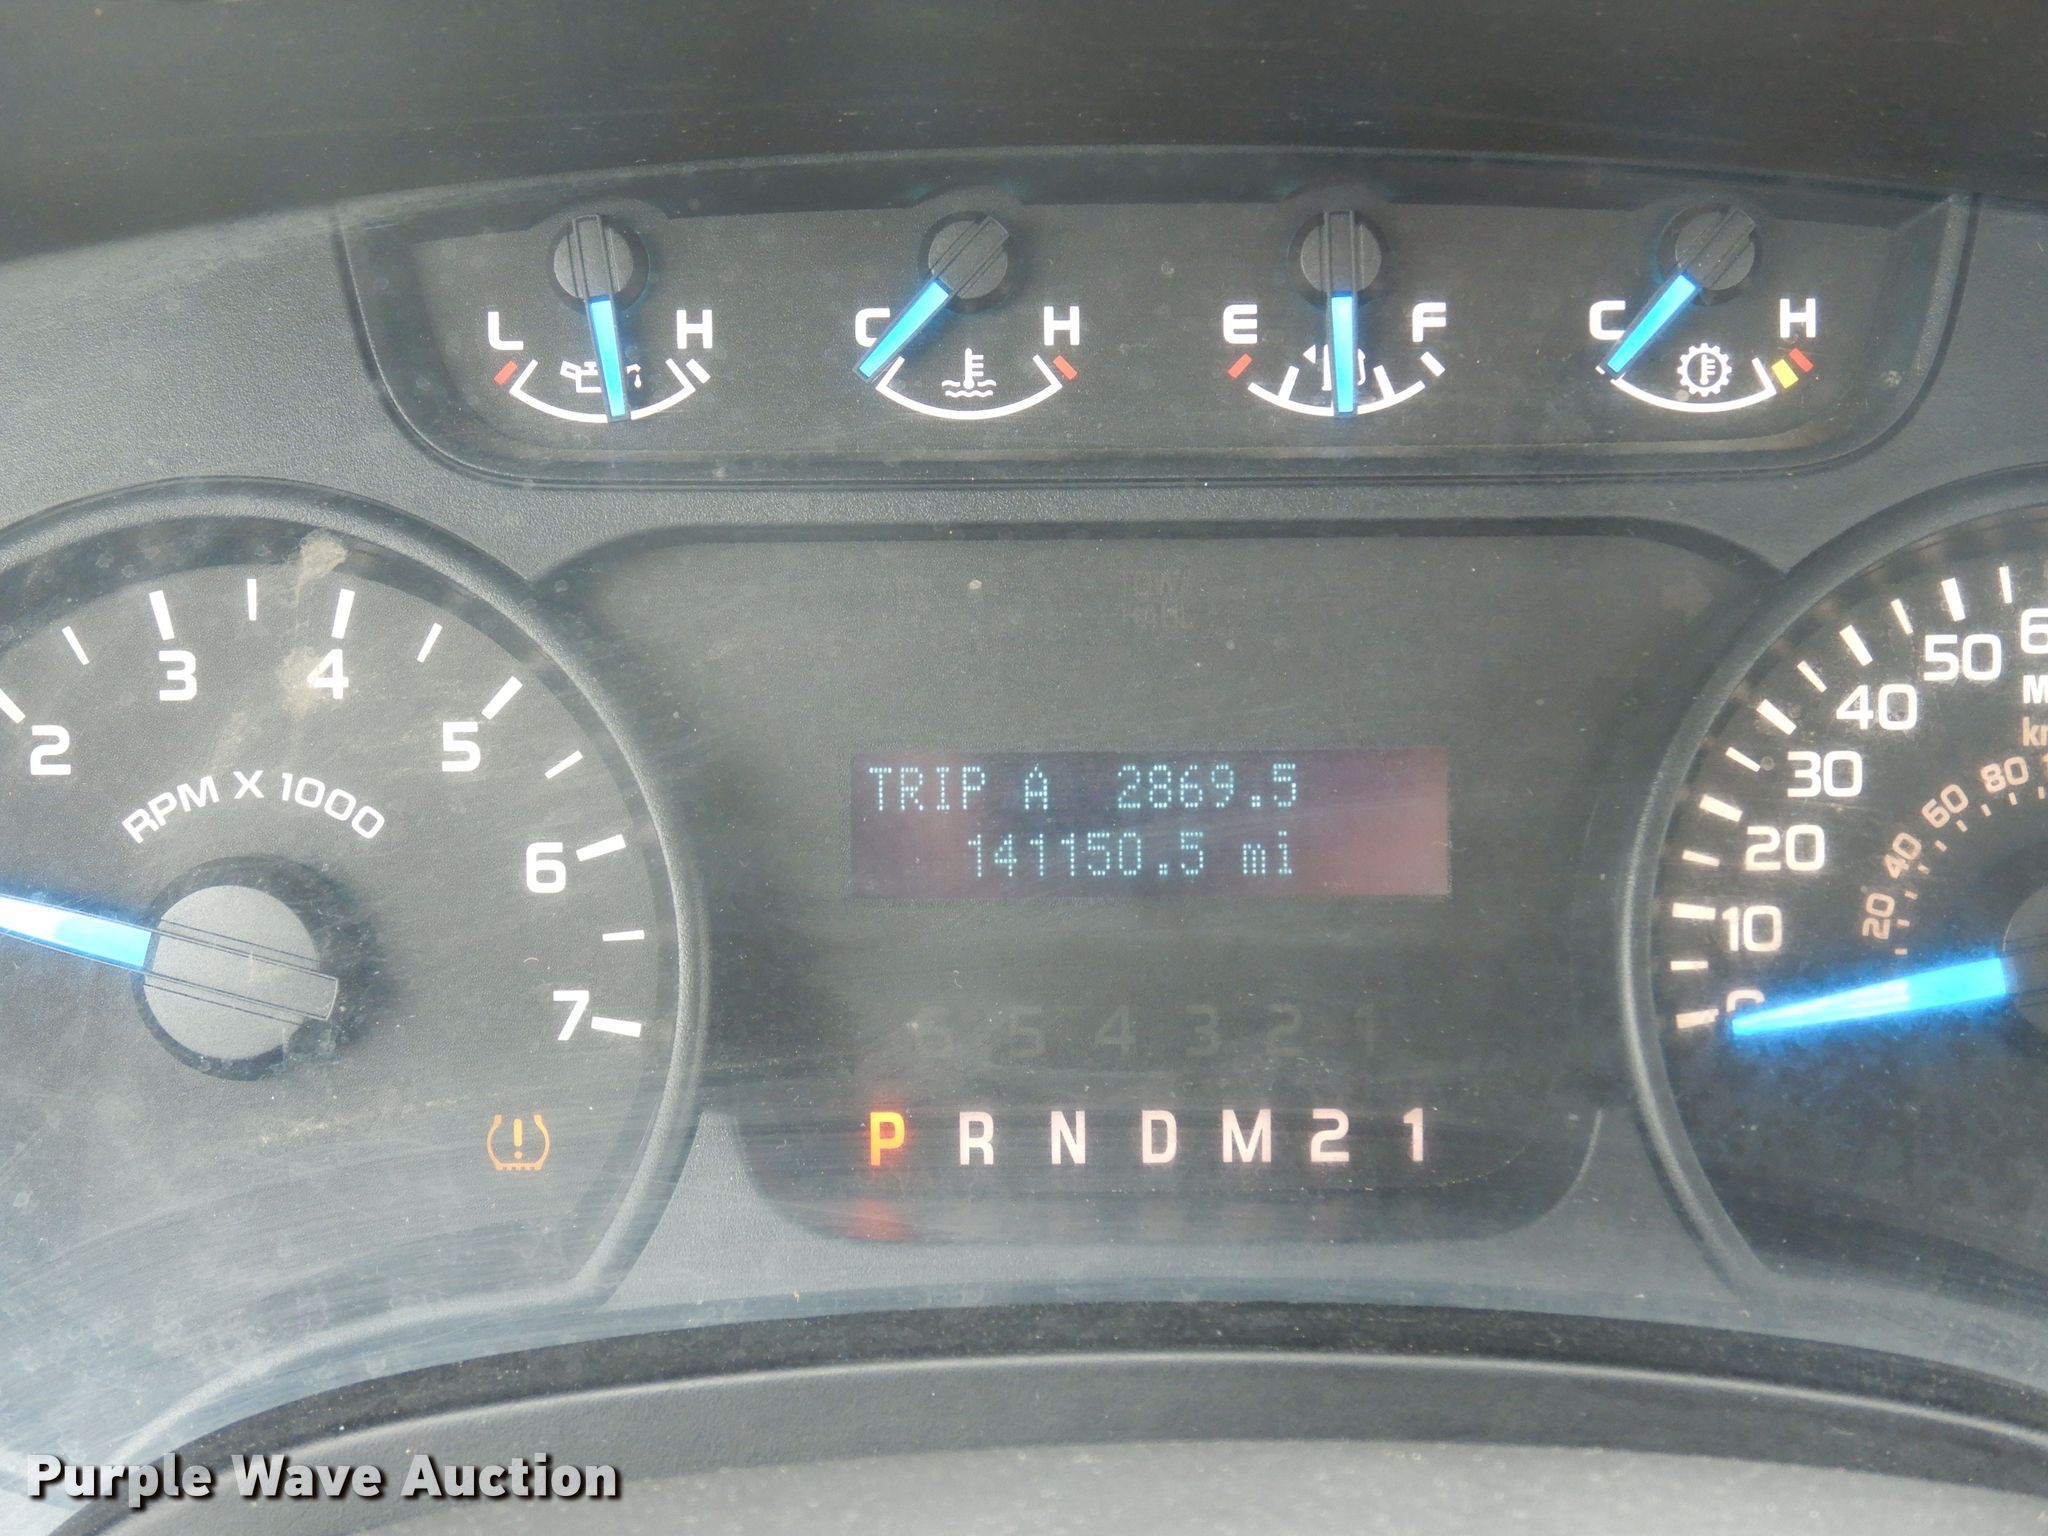 L H
C H
E F
C H
2 3 4 5 6 7
RPM X 1000
TRIP A 2869.5
141150.5 mi
0 10 20 30 40 50
20 40 60 80
6 5 4 3 2 1
P R N D M 2 1
Purple Wave Auction